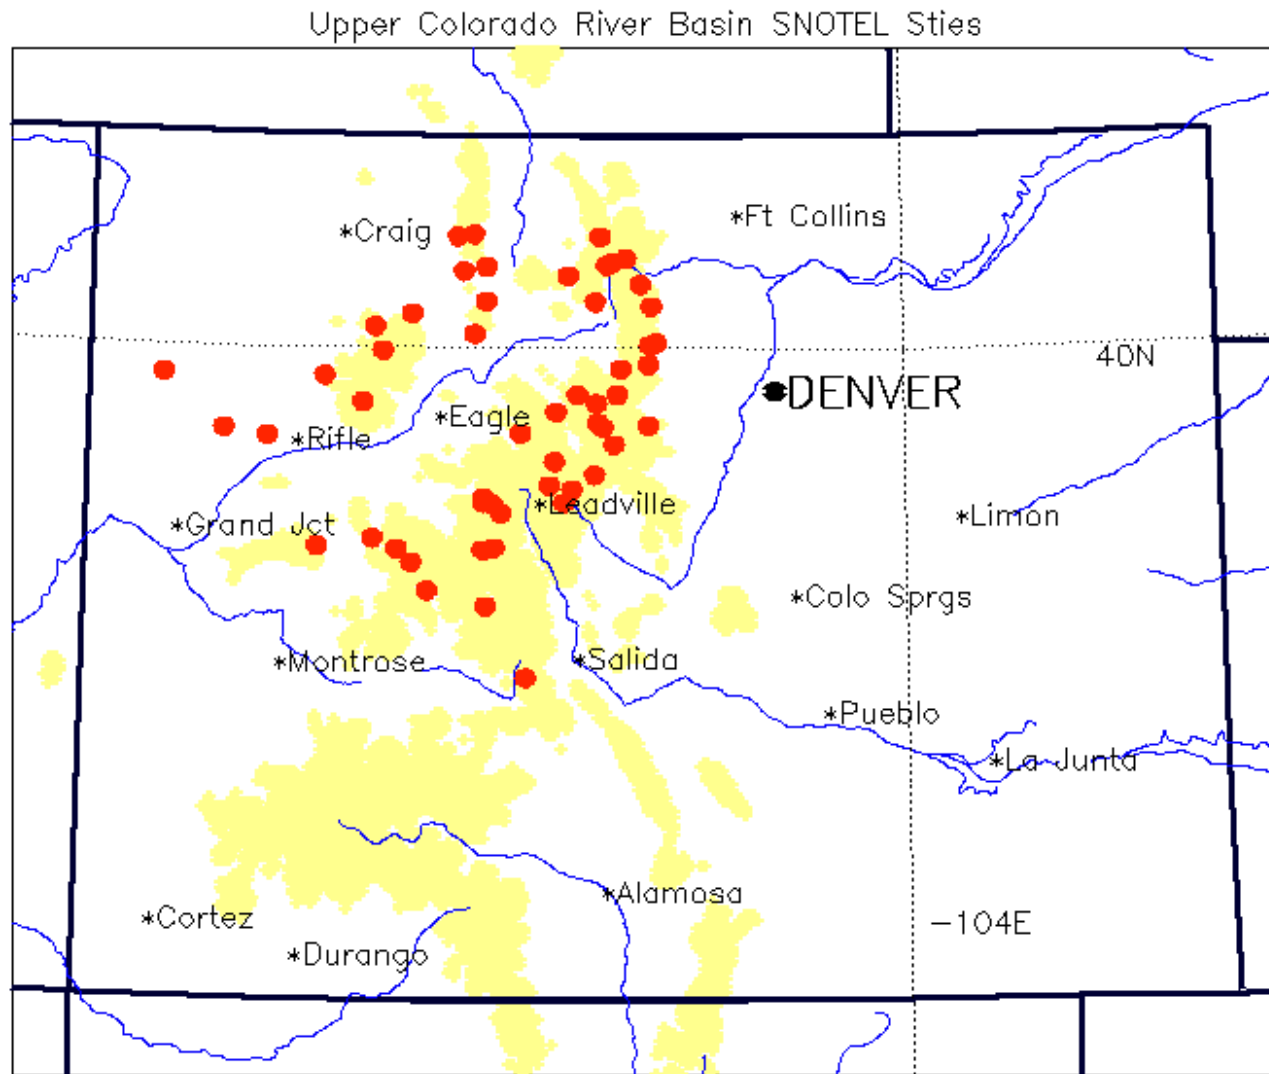 Upper Colorado River Basin SNOTEL Sties
*Ft Collins
*Craig
40N
DENVER
*Eagle
*Rifle
*Leadville
*Limon
*Grand Jct
*Colo Sprgs
*Montrose
*Salida
*Pueblo
*La Junta
*Alamosa
*Cortez
-104E
*Durango